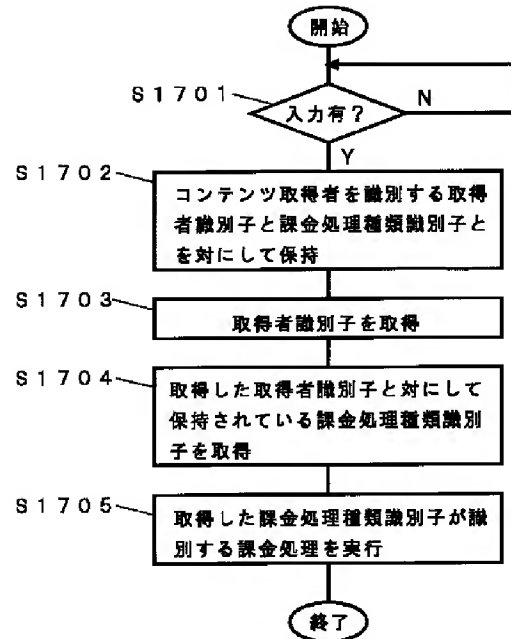 開始
S1701
入力有？
N
Y
S1702
コンテンツ取得者を識別する取得
者識別子と課金処理種類識別子と
を対にして保持
S1703
取得者識別子を取得
S1704
取得した取得者識別子と対にして
保持されている課金処理種類識別
子を取得
S1705
取得した課金処理種類識別子が識
別する課金処理を実行
終了